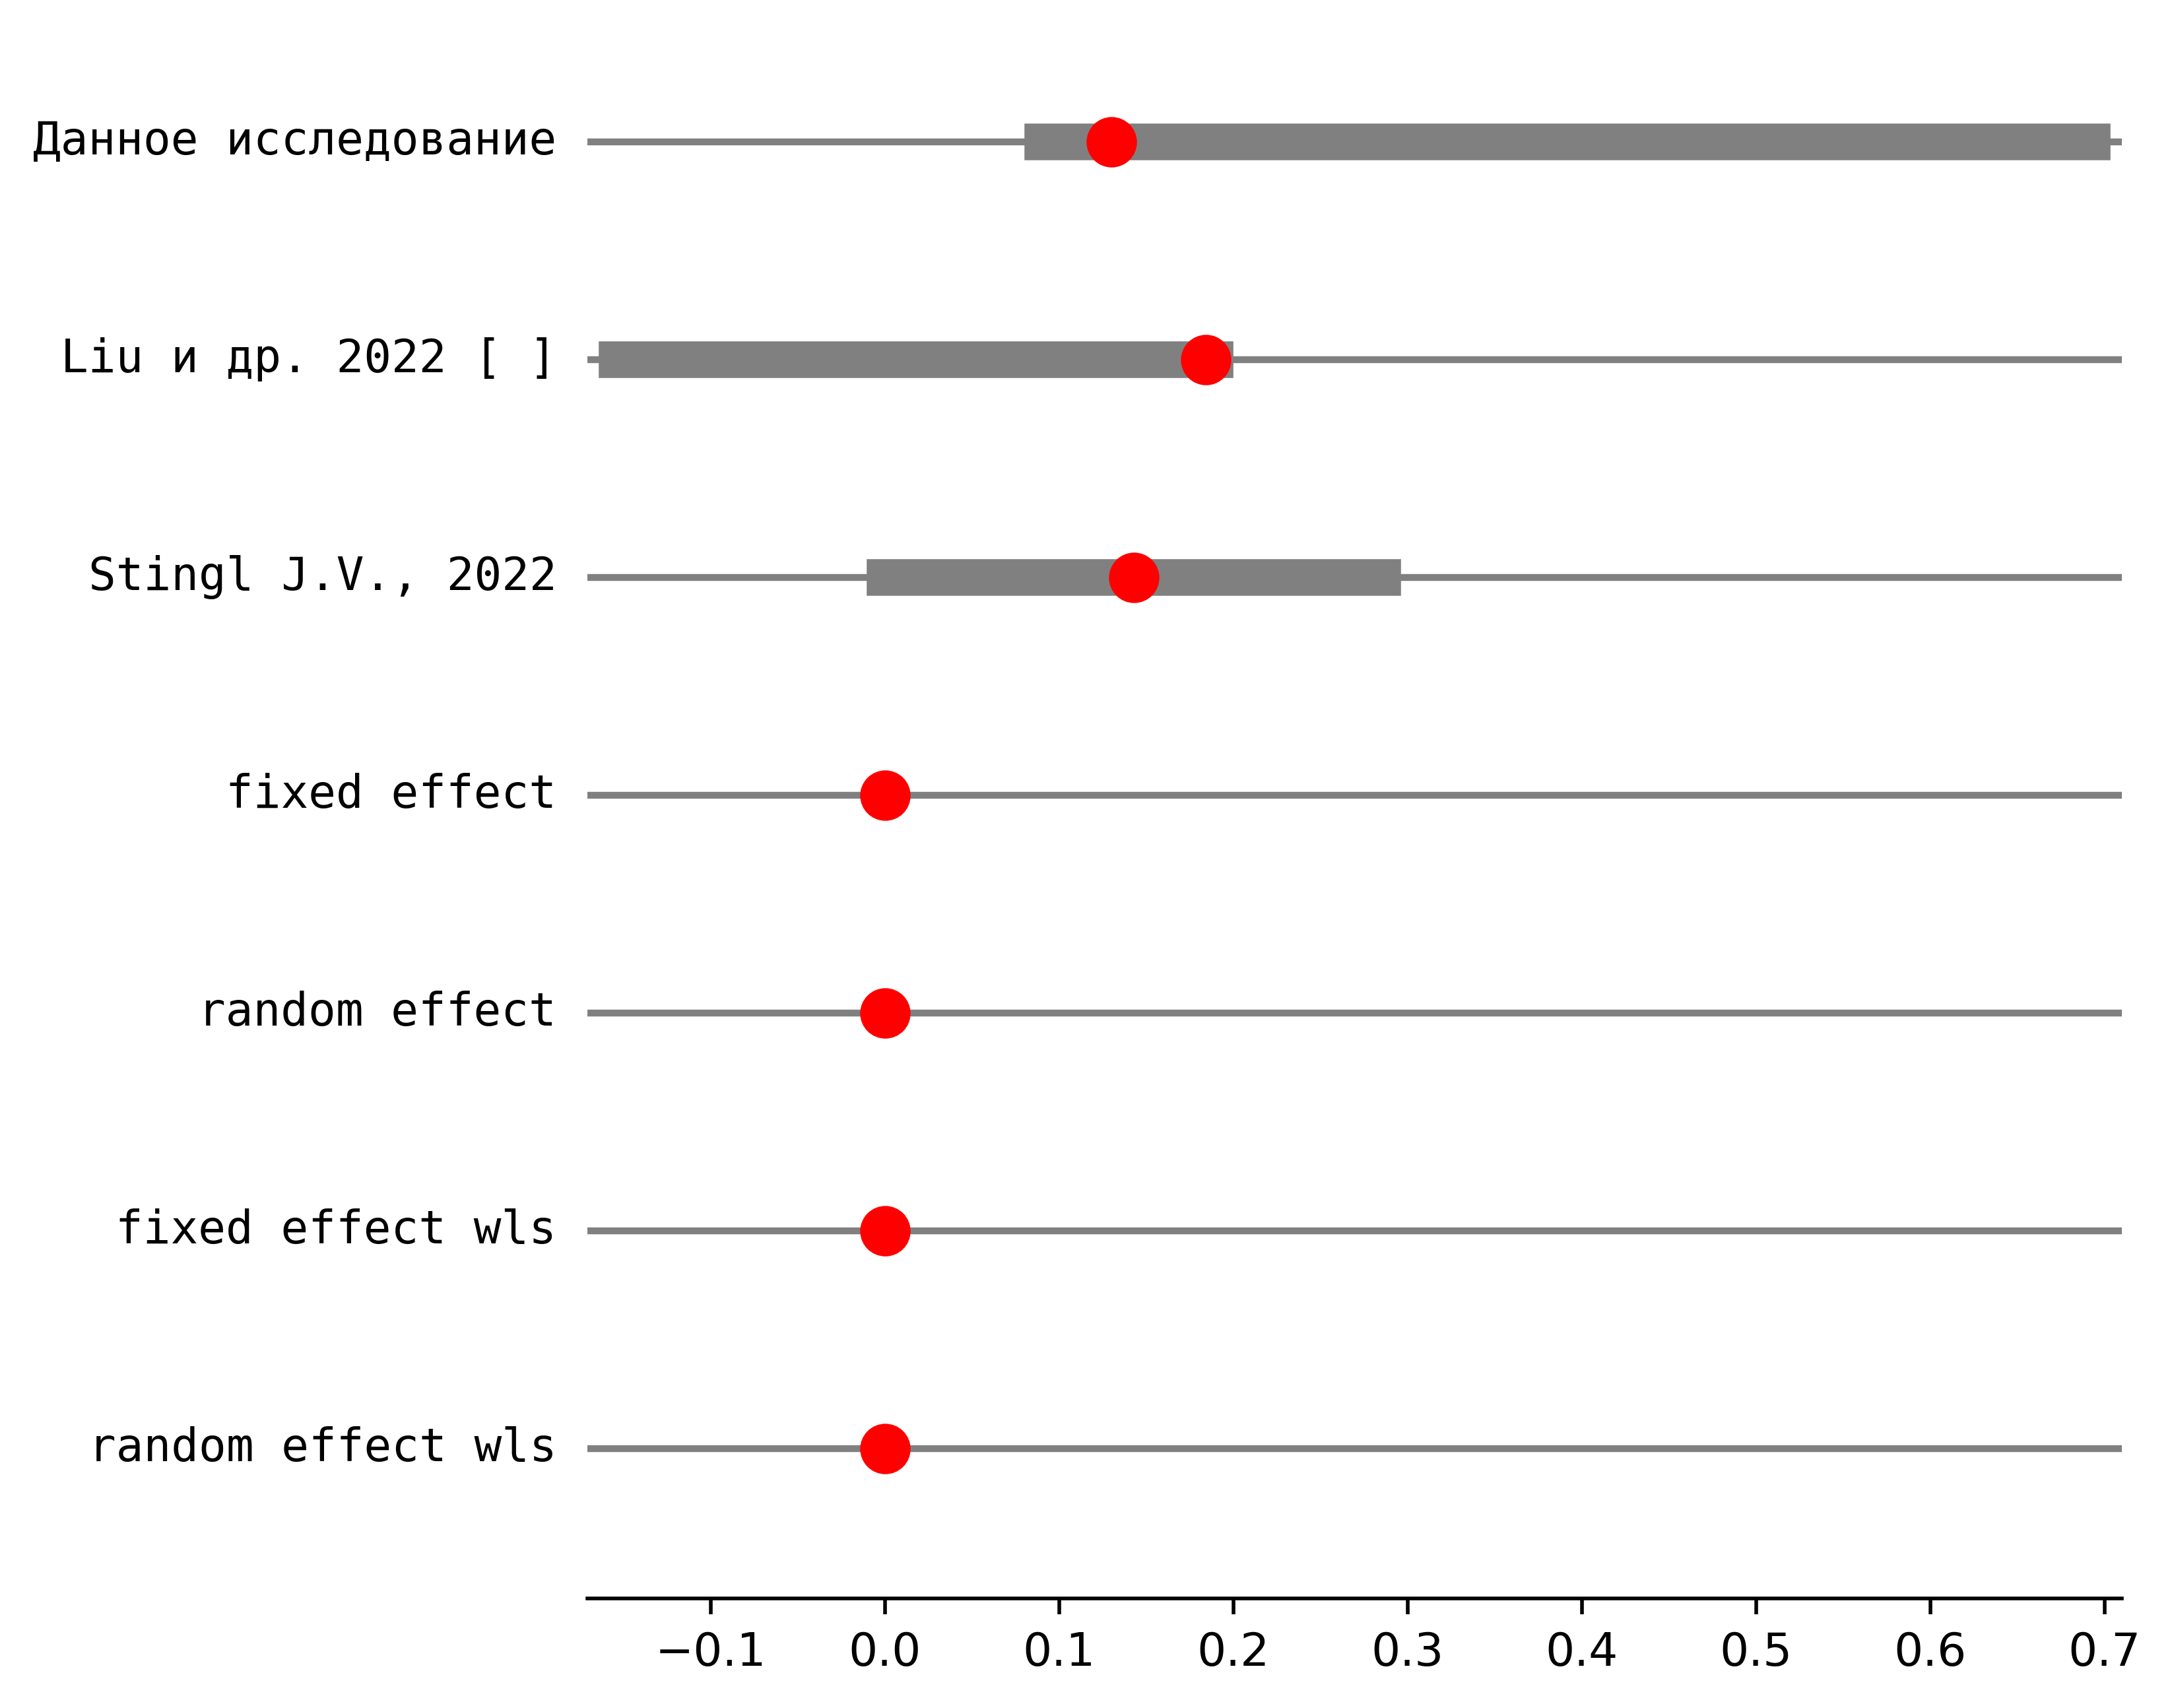 Данное исследование
Liu и др. 2022 [ ]
Stingl J.V., 2022
fixed effect
random effect
fixed effect wls
random effect wls
−0.1 0.0 0.1 0.2 0.3 0.4 0.5 0.6 0.7